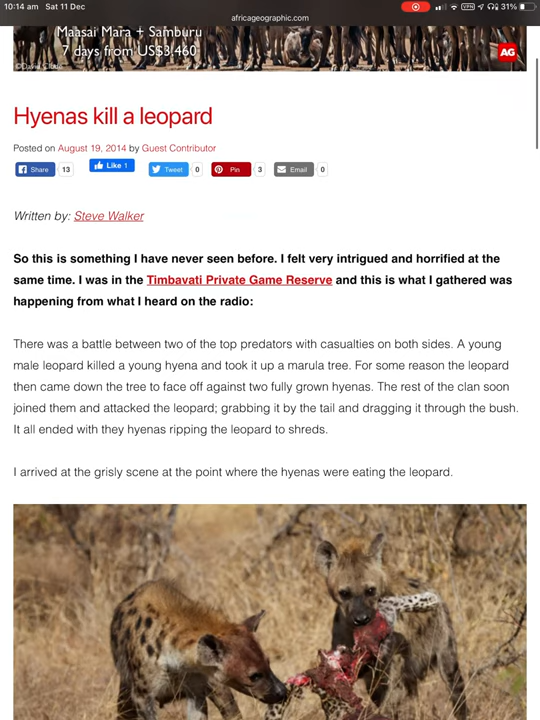 10:14 am Sat 11 Dec
VPN 31%
africageographic.com
Maasai Mara + Samburu
7 days from US$3,460
AG
Hyenas kill a leopard
Posted on August 19, 2014 by Guest Contributor
Share 13 Like 1 Tweet 0 Pin 3 Email 0
Written by: Steve Walker
So this is something I have never seen before. I felt very intrigued and horrified at the
same time. I was in the Timbavati Private Game Reserve and this is what I gathered was
happening from what I heard on the radio:
There was a battle between two of the top predators with casualties on both sides. A young
male leopard killed a young hyena and took it up a marula tree. For some reason the leopard
then came down the tree to face off against two fully grown hyenas. The rest of the clan soon
joined them and attacked the leopard; grabbing it by the tail and dragging it through the bush.
It all ended with they hyenas ripping the leopard to shreds.
I arrived at the grisly scene at the point where the hyenas were eating the leopard.